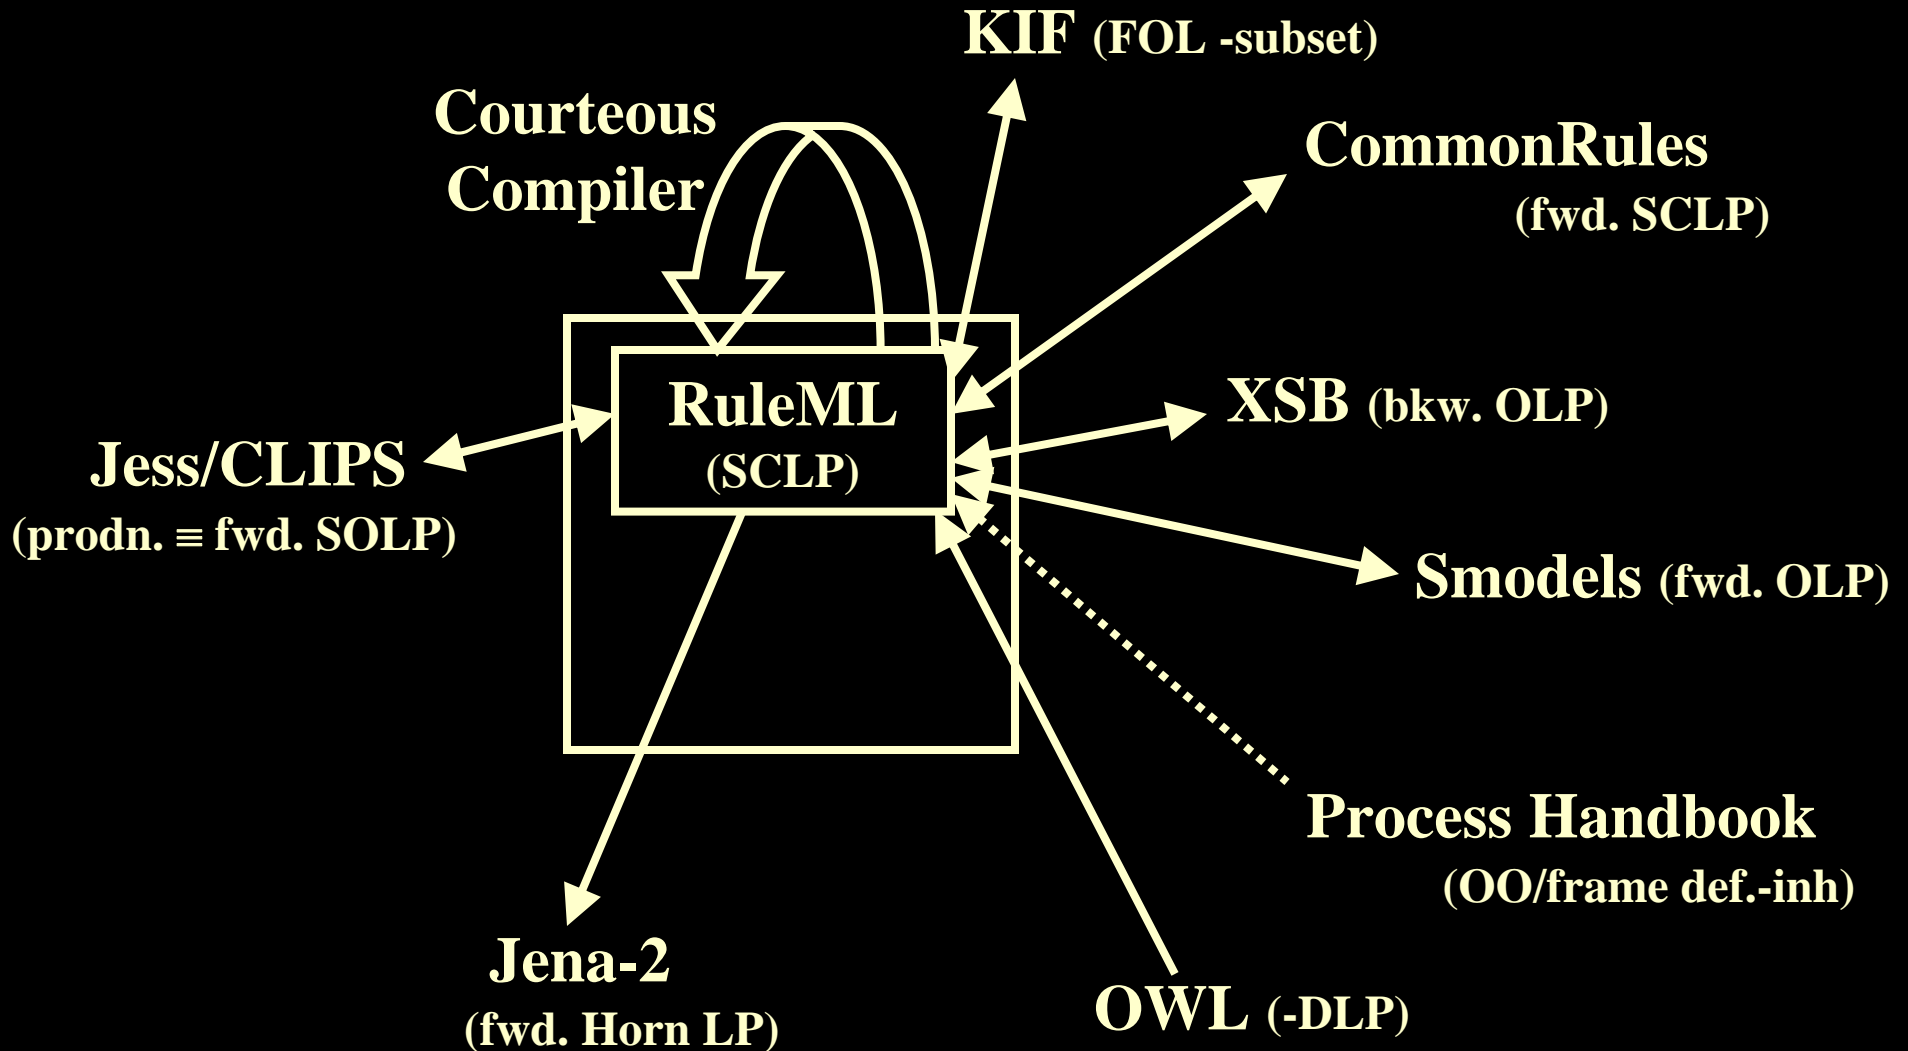 KIF (FOL -subset)
Courteous
Compiler
CommonRules
(fwd. SCLP)
RuleML
(SCLP)
XSB (bkw. OLP)
Jess/CLIPS
(prodn. ≡ fwd. SOLP)
Smodels (fwd. OLP)
Process Handbook
(OO/frame def.-inh)
Jena-2
(fwd. Horn LP)
OWL (-DLP)